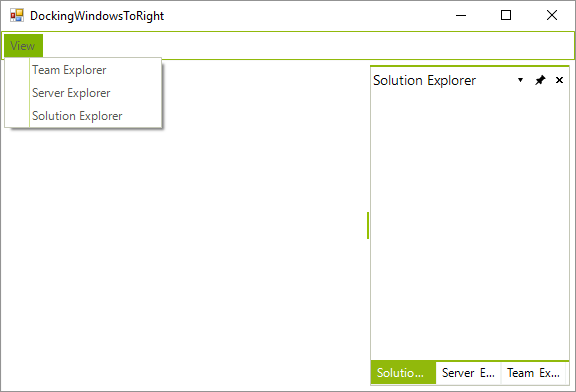 DockingWindowsToRight
View
Team Explorer
Server Explorer
Solution Explorer
Solution Explorer
Solutio... Server E... Team Ex...